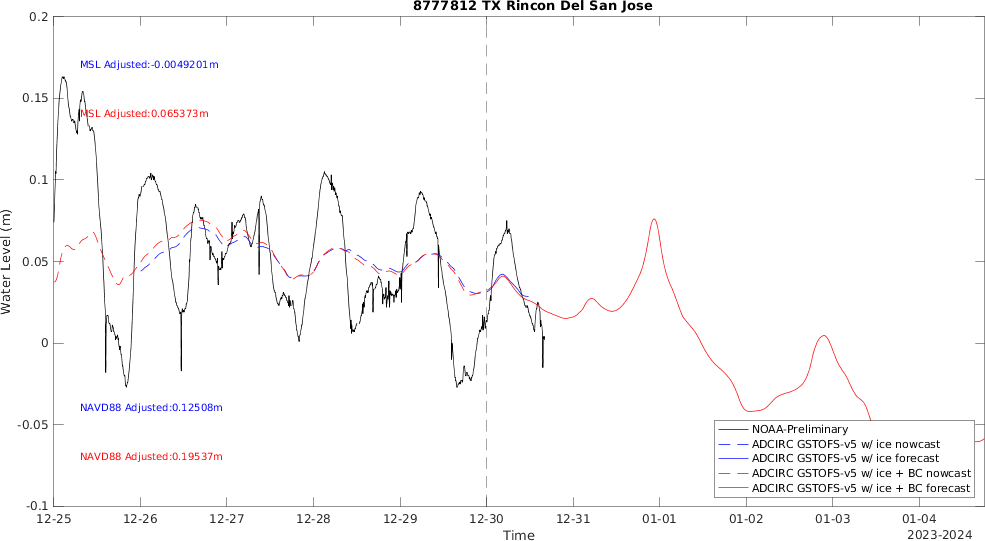 8777812 TX Rincon Del San Jose
0.2
0.15
0.1
0.05
0
-0.05
-0.1
Water Level (m)
MSL Adjusted:-0.0049201m
MSL Adjusted:0.065373m
NAVD88 Adjusted:0.12508m
NAVD88 Adjusted:0.19537m
NOAA-Preliminary
ADCIRC GSTOFS-v5 w/ ice nowcast
ADCIRC GSTOFS-v5 w/ ice forecast
ADCIRC GSTOFS-v5 w/ ice + BC nowcast
ADCIRC GSTOFS-v5 w/ ice + BC forecast
12-25 12-26 12-27 12-28 12-29 12-30 12-31 01-01 01-02 01-03 01-04
Time
2023-2024